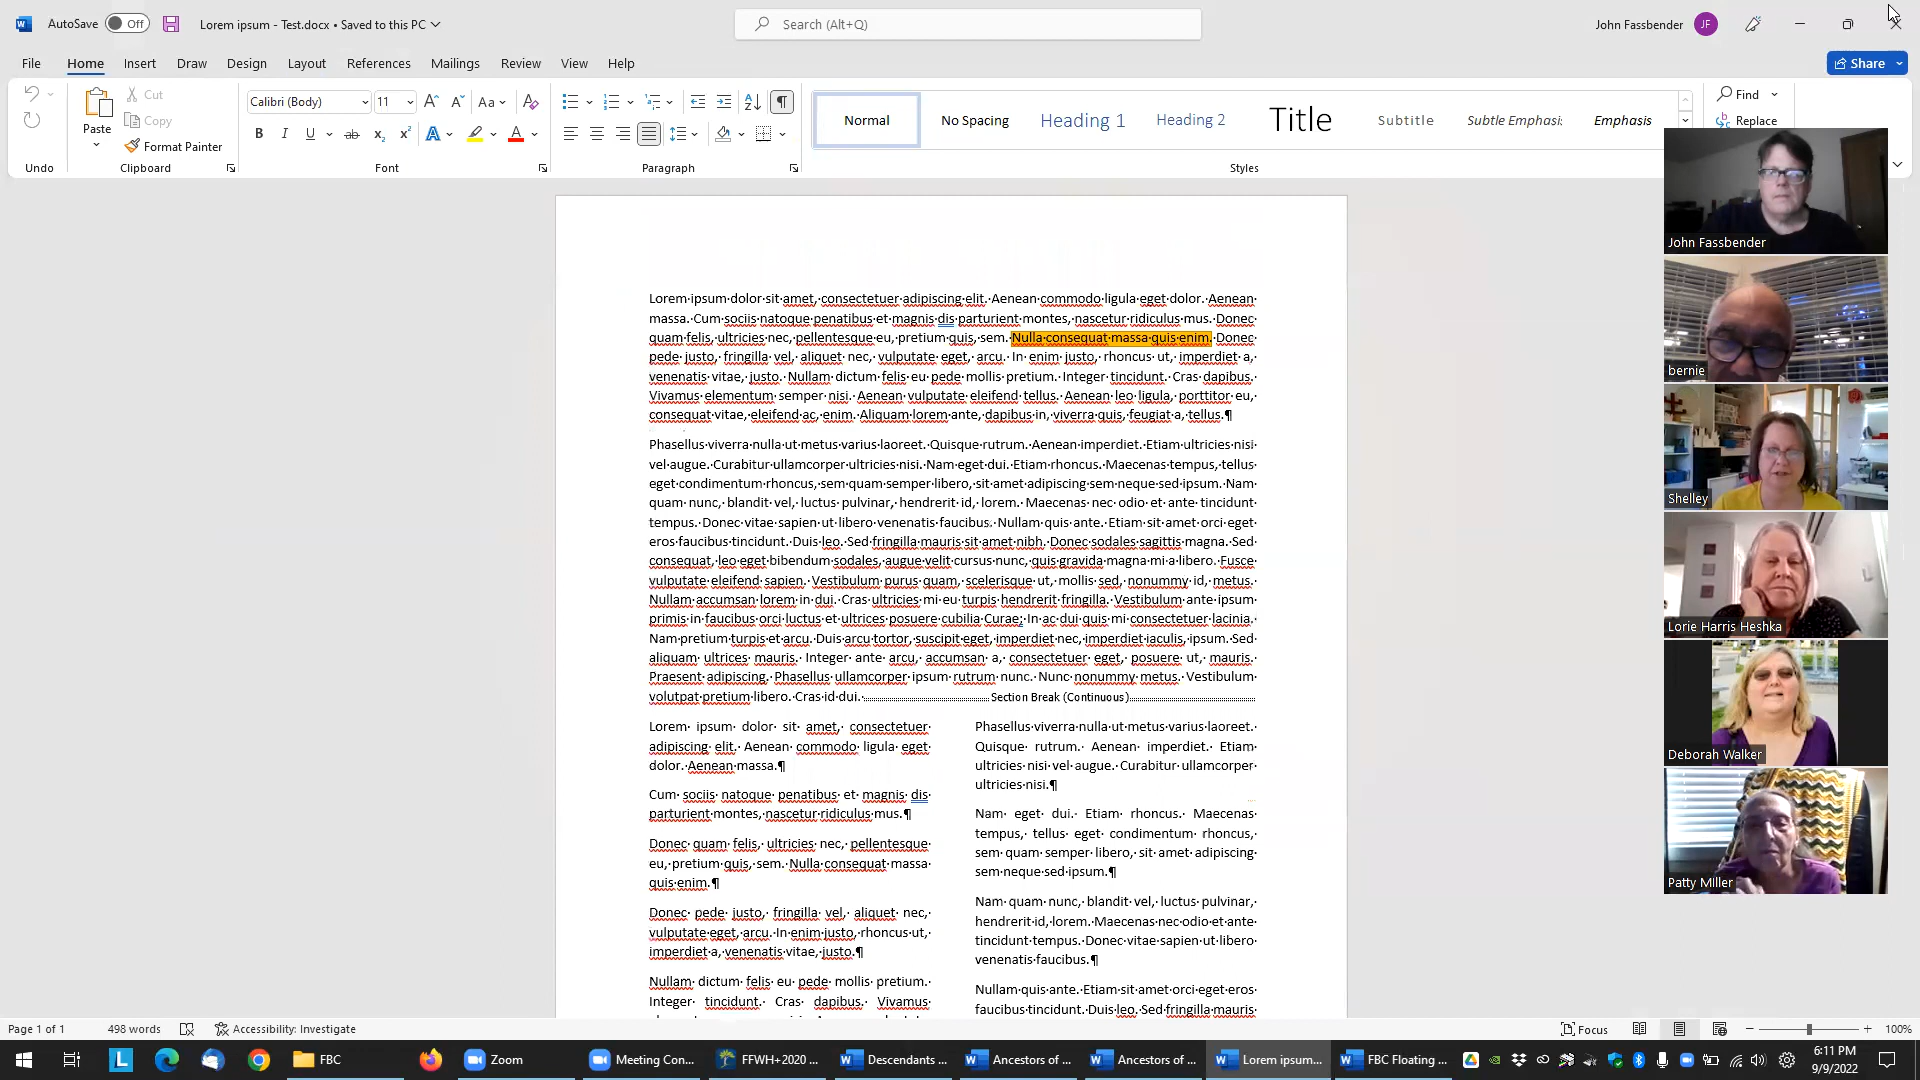 AutoSave Off Lorem ipsum - Test.docx • Saved to this PC Search (Alt+Q) John Fassbender JF
File Home Insert Draw Design Layout References Mailings Review View Help Share
Paste Cut Copy Format Painter
Calibri (Body) 11
Normal No Spacing Heading 1 Heading 2 Title Subtitle Subtle Emphasis Emphasis
Find
Replace
Undo Clipboard Font Paragraph Styles
Lorem ipsum dolor sit amet, consectetuer adipiscing elit. Aenean commodo ligula eget dolor. Aenean
massa. Cum sociis natoque penatibus et magnis dis parturient montes, nascetur ridiculus mus. Donec
quam felis, ultricies nec, pellentesque eu, pretium quis, sem. Nulla consequat massa quis enim. Donec
pede justo, fringilla vel, aliquet nec, vulputate eget, arcu. In enim justo, rhoncus ut, imperdiet a,
venenatis vitae, justo. Nullam dictum felis eu pede mollis pretium. Integer tincidunt. Cras dapibus.
Vivamus elementum semper nisi. Aenean vulputate eleifend tellus. Aenean leo ligula, porttitor eu,
consequat vitae, eleifend ac, enim. Aliquam lorem ante, dapibus in, viverra quis, feugiat a, tellus.¶
Phasellus viverra nulla ut metus varius laoreet. Quisque rutrum. Aenean imperdiet. Etiam ultricies nisi
vel augue. Curabitur ullamcorper ultricies nisi. Nam eget dui. Etiam rhoncus. Maecenas tempus, tellus
eget condimentum rhoncus, sem quam semper libero, sit amet adipiscing sem neque sed ipsum. Nam
quam nunc, blandit vel, luctus pulvinar, hendrerit id, lorem. Maecenas nec odio et ante tincidunt
tempus. Donec vitae sapien ut libero venenatis faucibus. Nullam quis ante. Etiam sit amet orci eget
eros faucibus tincidunt. Duis leo. Sed fringilla mauris sit amet nibh. Donec sodales sagittis magna. Sed
consequat, leo eget bibendum sodales, augue velit cursus nunc, quis gravida magna mi a libero. Fusce
vulputate eleifend sapien. Vestibulum purus quam, scelerisque ut, mollis sed, nonummy id, metus.
Nullam accumsan lorem in dui. Cras ultricies mi eu turpis hendrerit fringilla. Vestibulum ante ipsum
primis in faucibus orci luctus et ultrices posuere cubilia Curae; In ac dui quis mi consectetuer lacinia.
Nam pretium turpis et arcu. Duis arcu tortor, suscipit eget, imperdiet nec, imperdiet iaculis, ipsum. Sed
aliquam ultrices mauris. Integer ante arcu, accumsan a, consectetuer eget, posuere ut, mauris.
Praesent adipiscing. Phasellus ullamcorper ipsum rutrum nunc. Nunc nonummy metus. Vestibulum
volutpat pretium libero. Cras id dui. Section Break (Continuous)
Lorem ipsum dolor sit amet, consectetuer
adipiscing elit. Aenean commodo ligula eget
dolor. Aenean massa.¶
Cum sociis natoque penatibus et magnis dis
parturient montes, nascetur ridiculus mus.¶
Donec quam felis, ultricies nec, pellentesque
eu, pretium quis, sem. Nulla consequat massa
quis enim.¶
Donec pede justo, fringilla vel, aliquet nec,
vulputate eget, arcu. In enim justo, rhoncus ut,
imperdiet a, venenatis vitae, justo.¶
Nullam dictum felis eu pede mollis pretium.
Integer tincidunt. Cras dapibus. Vivamus
Phasellus viverra nulla ut metus varius laoreet.
Quisque rutrum. Aenean imperdiet. Etiam
ultricies nisi vel augue. Curabitur ullamcorper
ultricies nisi.¶
Nam eget dui. Etiam rhoncus. Maecenas
tempus, tellus eget condimentum rhoncus,
sem quam semper libero, sit amet adipiscing
sem neque sed ipsum.¶
Nam quam nunc, blandit vel, luctus pulvinar,
hendrerit id, lorem. Maecenas nec odio et ante
tincidunt tempus. Donec vitae sapien ut libero
venenatis faucibus.¶
Nullam quis ante. Etiam sit amet orci eget eros
faucibus tincidunt. Duis leo. Sed fringilla mauris
John Fassbender
bernie
Shelley
Lorie Harris Heshka
Deborah Walker
Patty Miller
Page 1 of 1 498 words Accessibility: Investigate Focus 100%
FBC Zoom Meeting Con... FFWH+2020 ... Descendants ... Ancestors of ... Ancestors of ... Lorem ipsum... FBC Floating ... 6:11 PM
9/9/2022